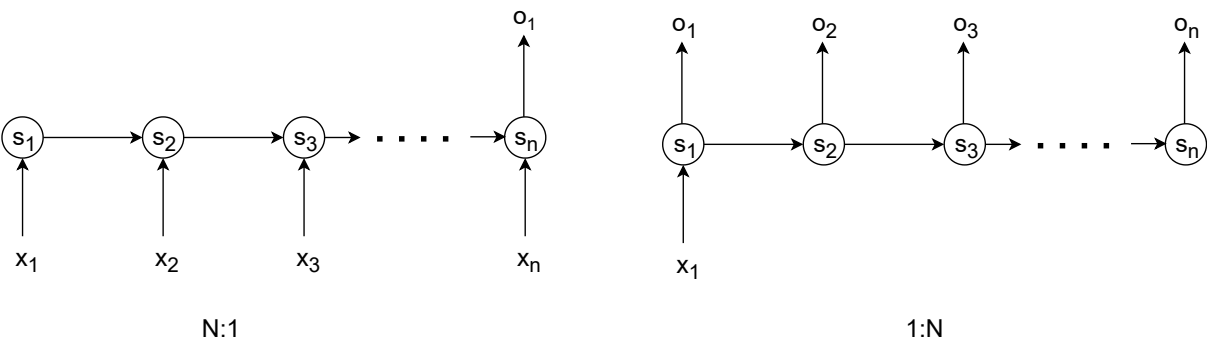 o1
s1 s2 s3 sn
x1 x2 x3 xn
N:1
o1 o2 o3 on
s1 s2 s3 sn
x1
1:N